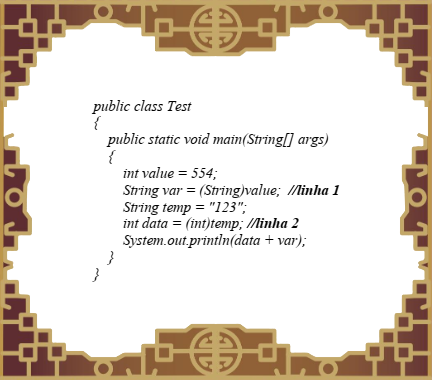 public class Test
{
public static void main(String[] args)
{
int value = 554;
String var = (String)value; //linha 1
String temp = "123";
int data = (int)temp; //linha 2
System.out.println(data + var);
}
}